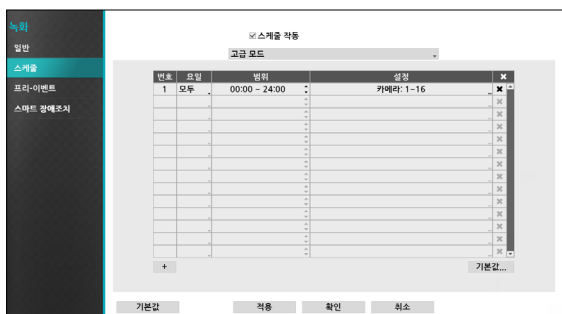 녹화
☑ 스케줄 작동
일반
고급 모드
스케줄
번호 요일 범위 설정 ✖
프리-이벤트
1 모두 00:00 ~ 24:00 카메라: 1~16 ✖
스마트 장애조치
+ 기본값...
기본값 적용 확인 취소